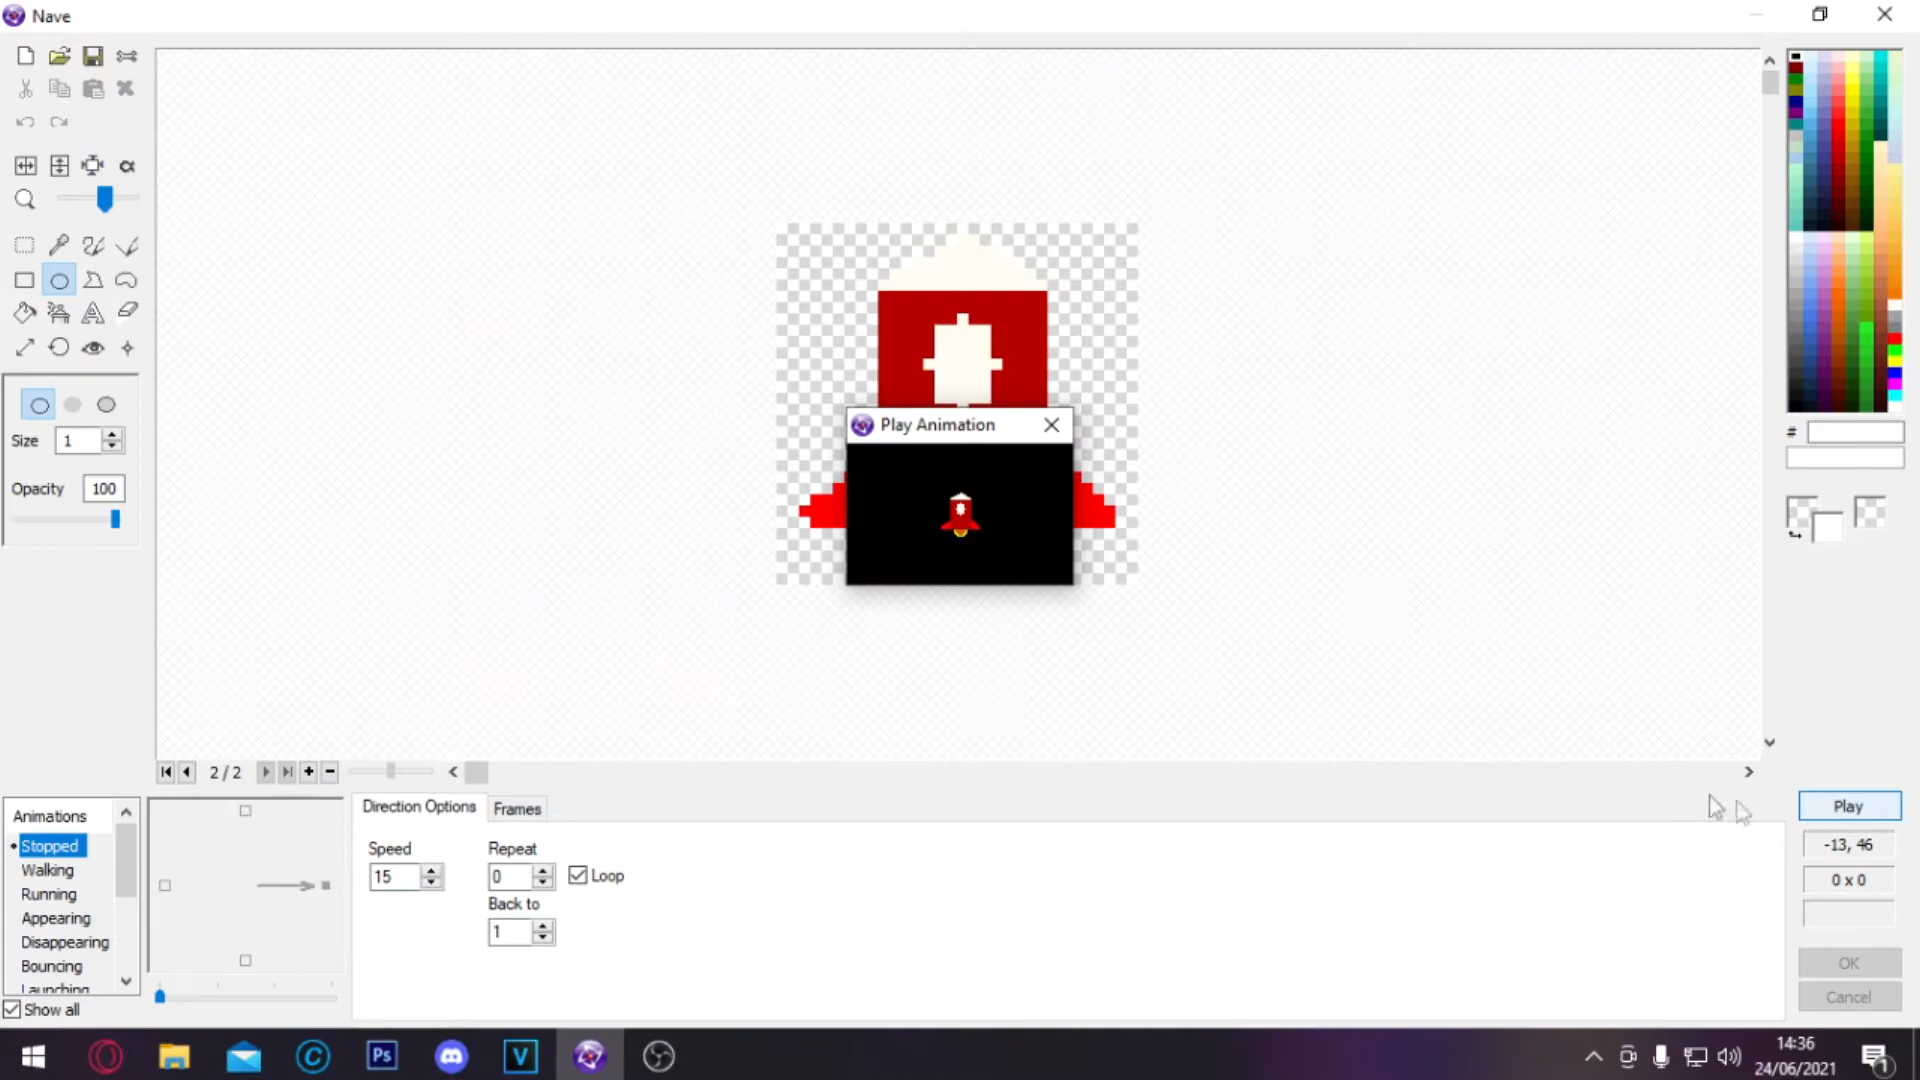 Nave
Size 1
Opacity 100
Play Animation
#
2 / 2
Animations
Stopped
Walking
Running
Appearing
Disappearing
Bouncing
Launching
Show all
Direction Options
Frames
Speed
15
Repeat
0
Loop
Back to
1
Play
-13, 46
0 x 0
OK
Cancel
Ps
V
14:36
24/06/2021
1